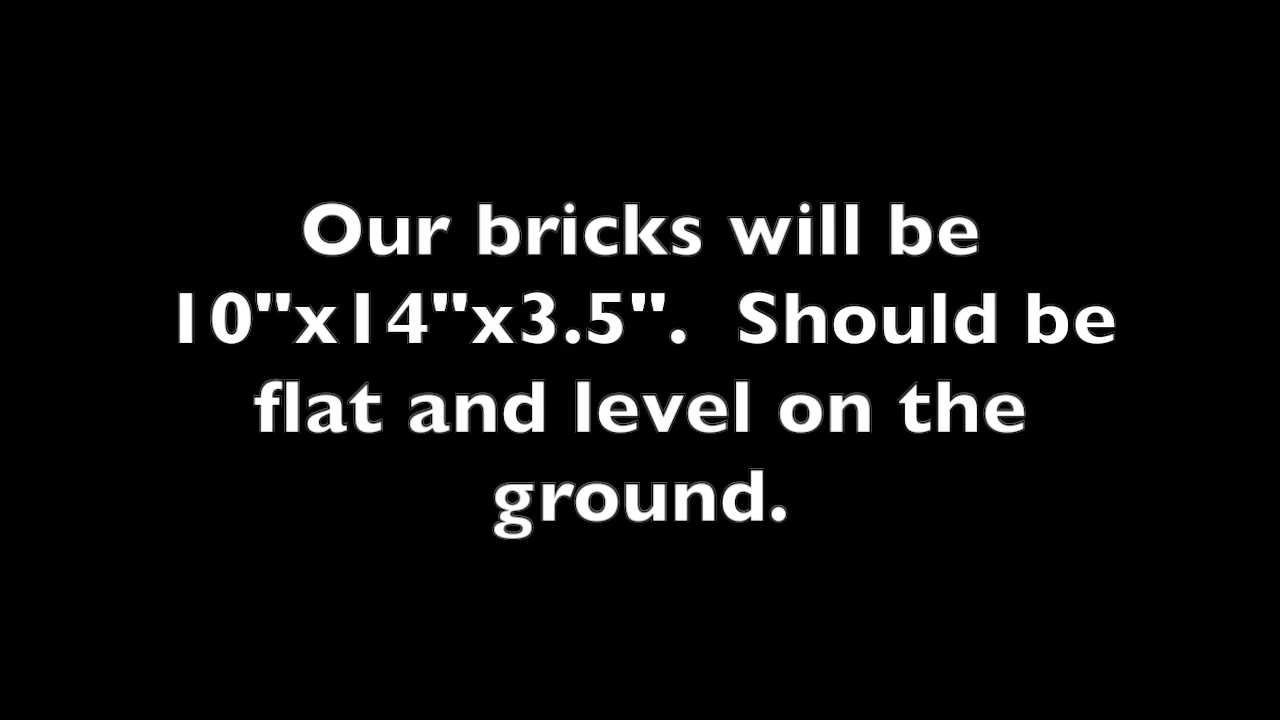 Our bricks will be
10"x14"x3.5".  Should be
flat and level on the
ground.